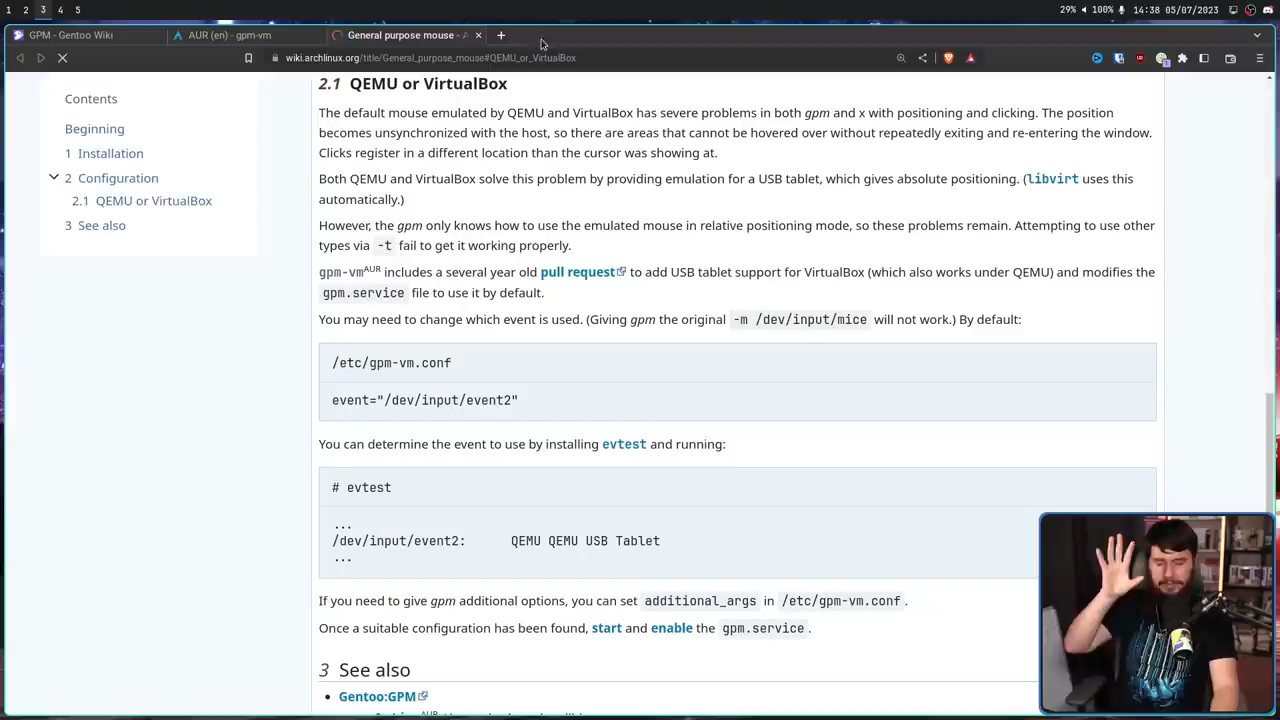 1 2 3 4 5
29% 100% 14:38 05/07/2023
GPM - Gentoo Wiki
AUR (en) - gpm-vm
General purpose mouse - A
wiki.archlinux.org/title/General_purpose_mouse#QEMU_or_VirtualBox
Contents
Beginning
1 Installation
2 Configuration
2.1 QEMU or VirtualBox
3 See also
2.1 QEMU or VirtualBox
The default mouse emulated by QEMU and VirtualBox has severe problems in both gpm and x with positioning and clicking. The position
becomes unsynchronized with the host, so there are areas that cannot be hovered over without repeatedly exiting and re-entering the window.
Clicks register in a different location than the cursor was showing at.
Both QEMU and VirtualBox solve this problem by providing emulation for a USB tablet, which gives absolute positioning. (libvirt uses this
automatically.)
However, the gpm only knows how to use the emulated mouse in relative positioning mode, so these problems remain. Attempting to use other
types via -t fail to get it working properly.
gpm-vmAUR includes a several year old pull request to add USB tablet support for VirtualBox (which also works under QEMU) and modifies the
gpm.service file to use it by default.
You may need to change which event is used. (Giving gpm the original -m /dev/input/mice will not work.) By default:
/etc/gpm-vm.conf
event="/dev/input/event2"
You can determine the event to use by installing evtest and running:
# evtest
...
/dev/input/event2: QEMU QEMU USB Tablet
...
If you need to give gpm additional options, you can set additional_args in /etc/gpm-vm.conf.
Once a suitable configuration has been found, start and enable the gpm.service.
3 See also
Gentoo:GPM